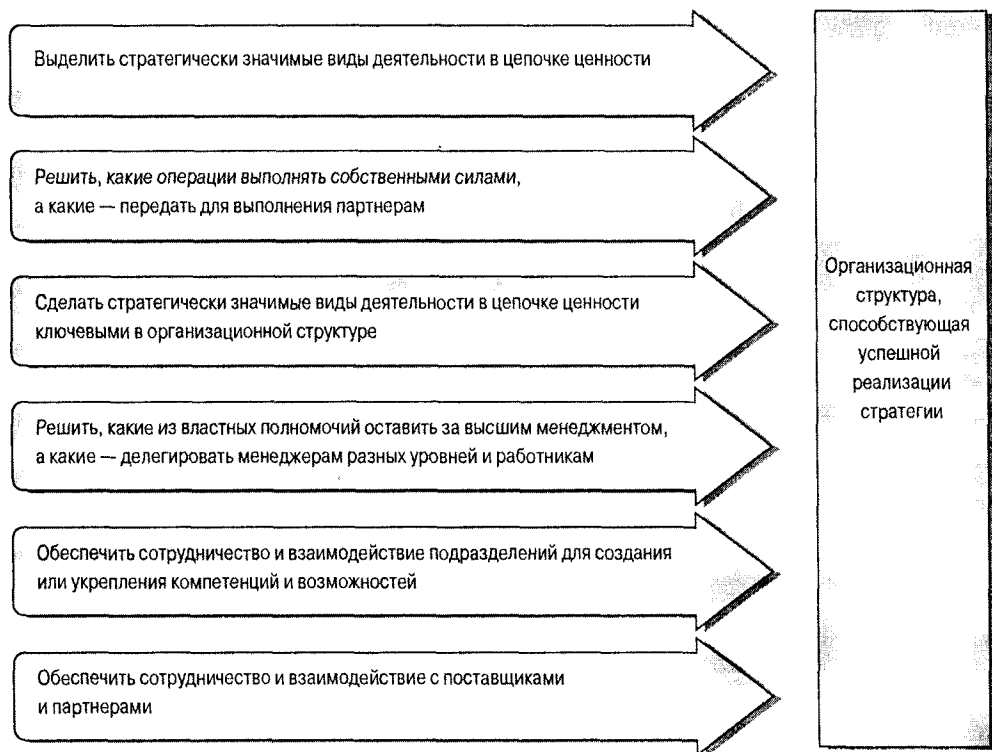 Выделить стратегически значимые виды деятельности в цепочке ценности
Решить, какие операции выполнять собственными силами,
а какие — передать для выполнения партнерам
Сделать стратегически значимые виды деятельности в цепочке ценности
ключевыми в организационной структуре
Решить, какие из властных полномочий оставить за высшим менеджментом,
а какие — делегировать менеджерам разных уровней и работникам
Обеспечить сотрудничество и взаимодействие подразделений для создания
или укрепления компетенций и возможностей
Обеспечить сотрудничество и взаимодействие с поставщиками
и партнерами
Организационная
структура,
способствующая
успешной
реализации
стратегии